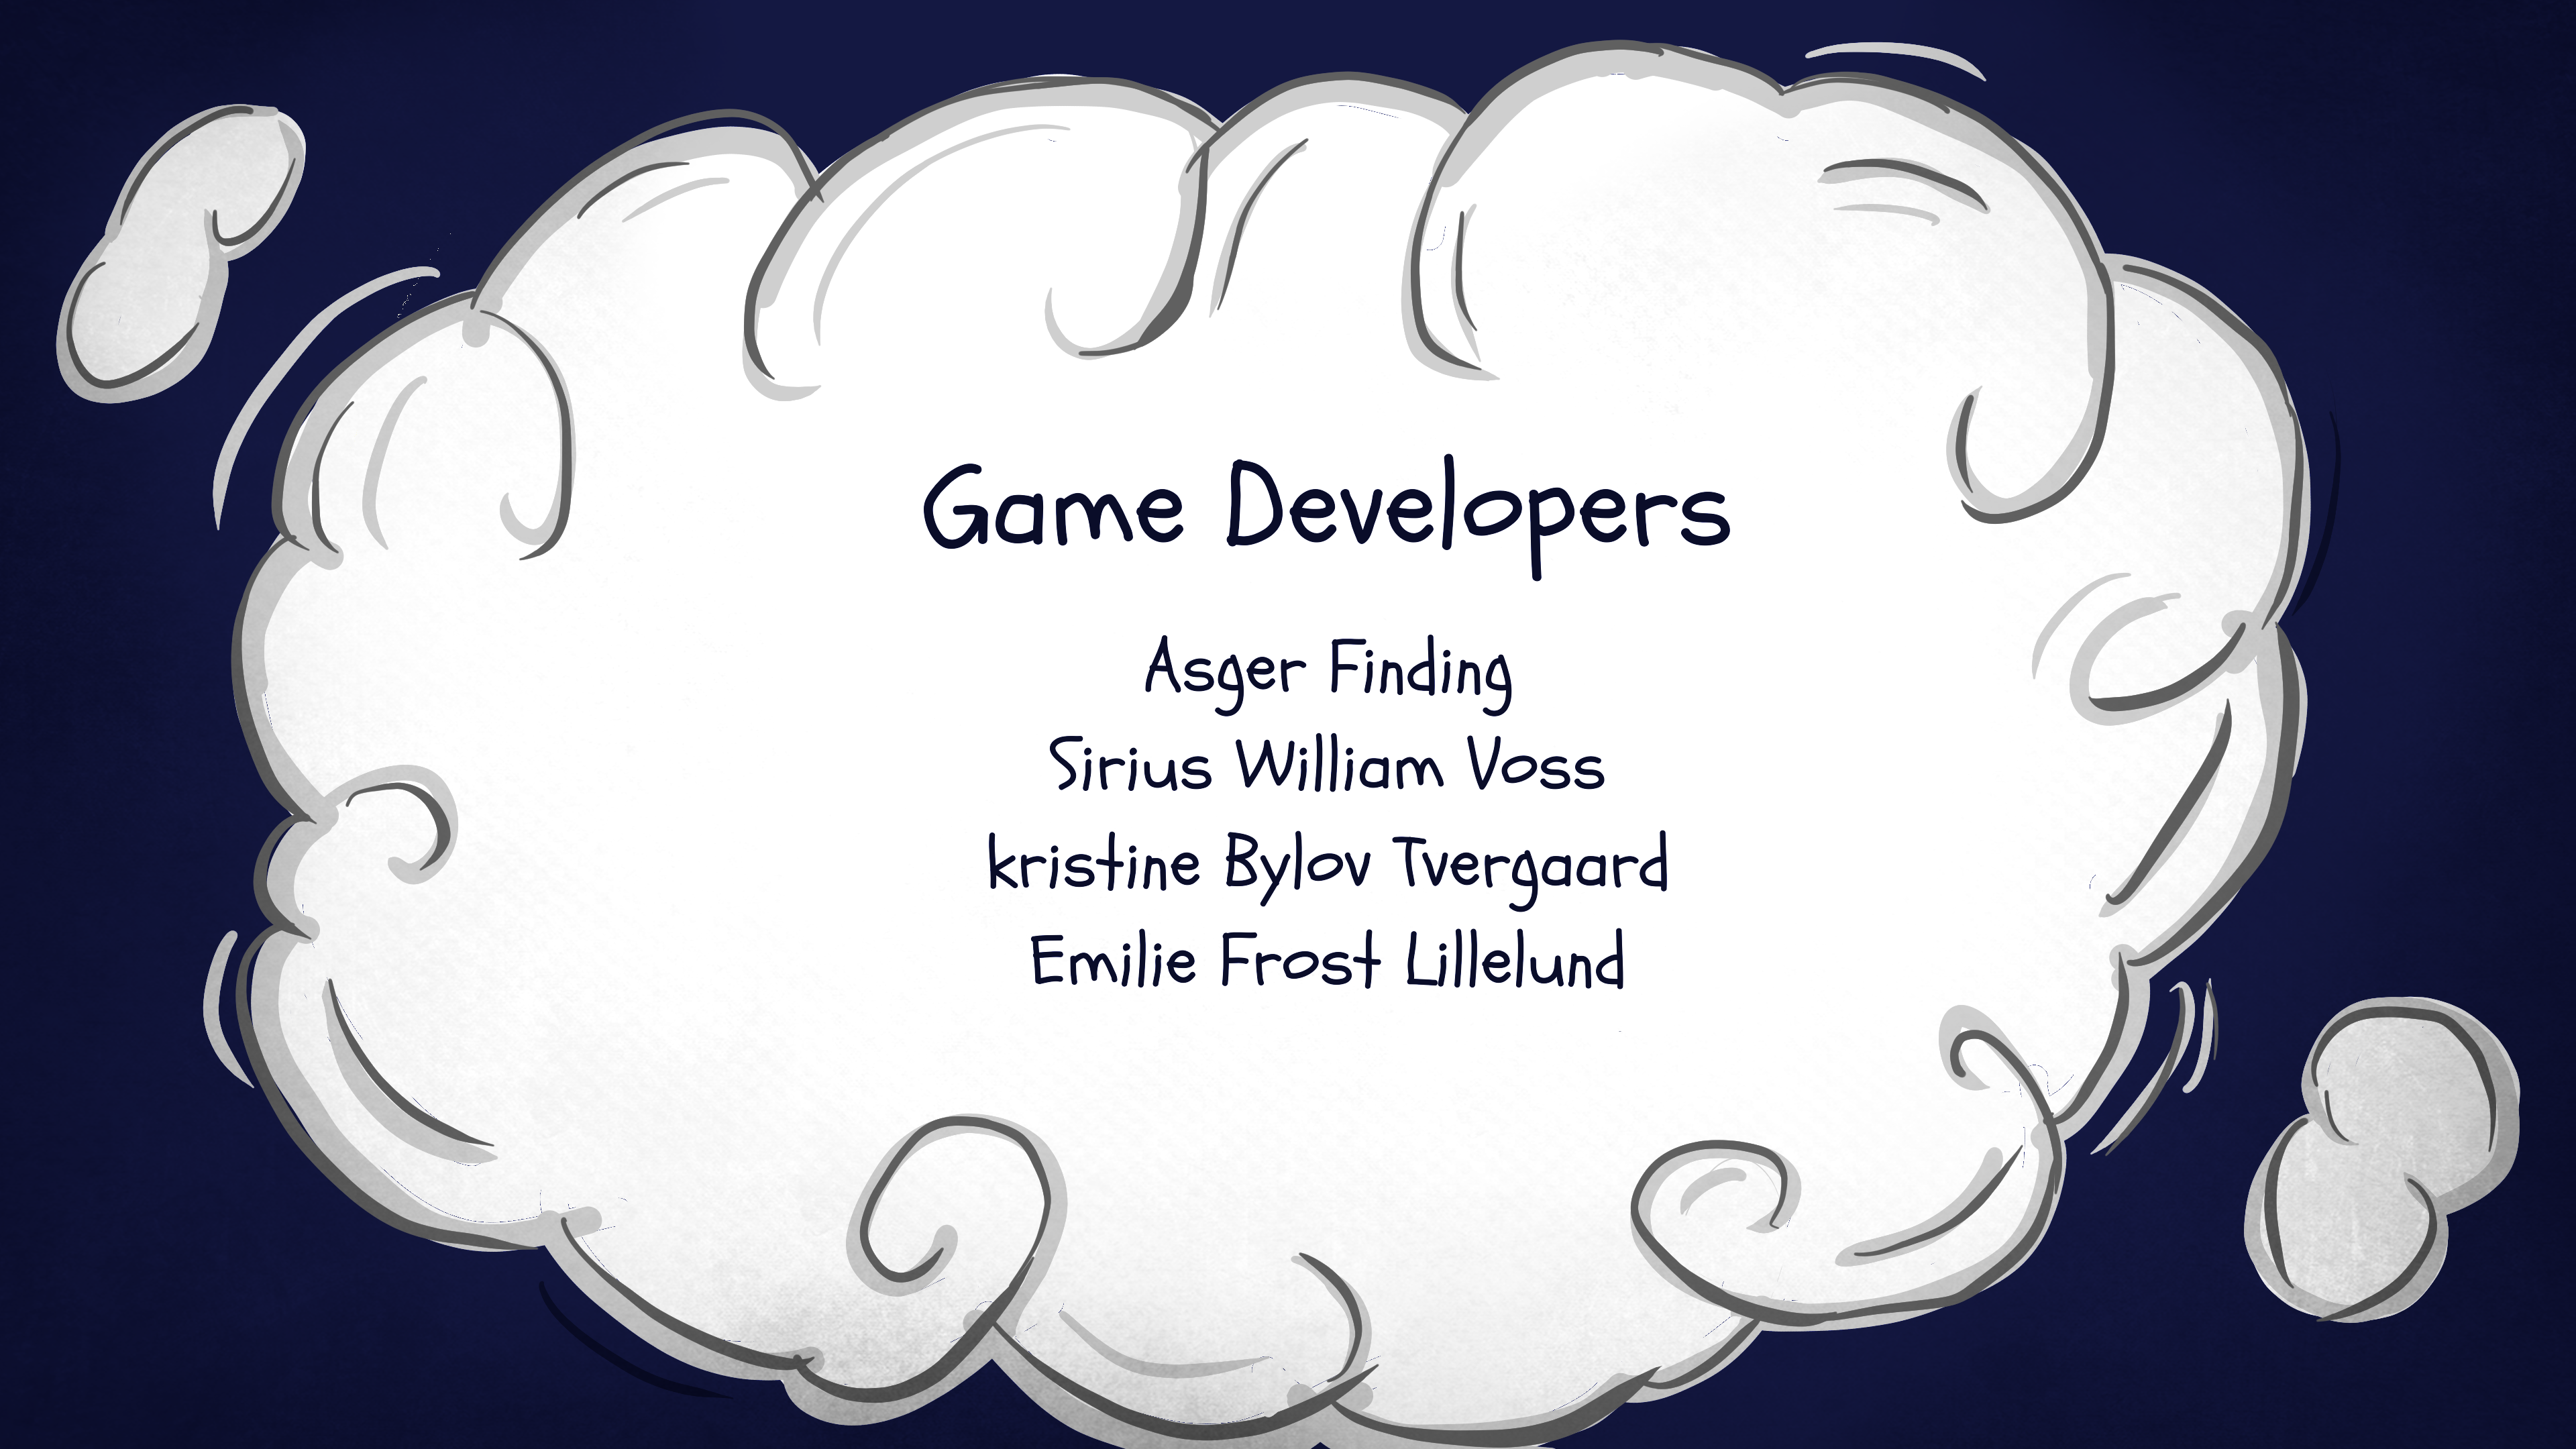 Game Developers
Asger Finding
Sirius William Voss
kristine Bylov Tvergaard
Emilie Frost Lillelund